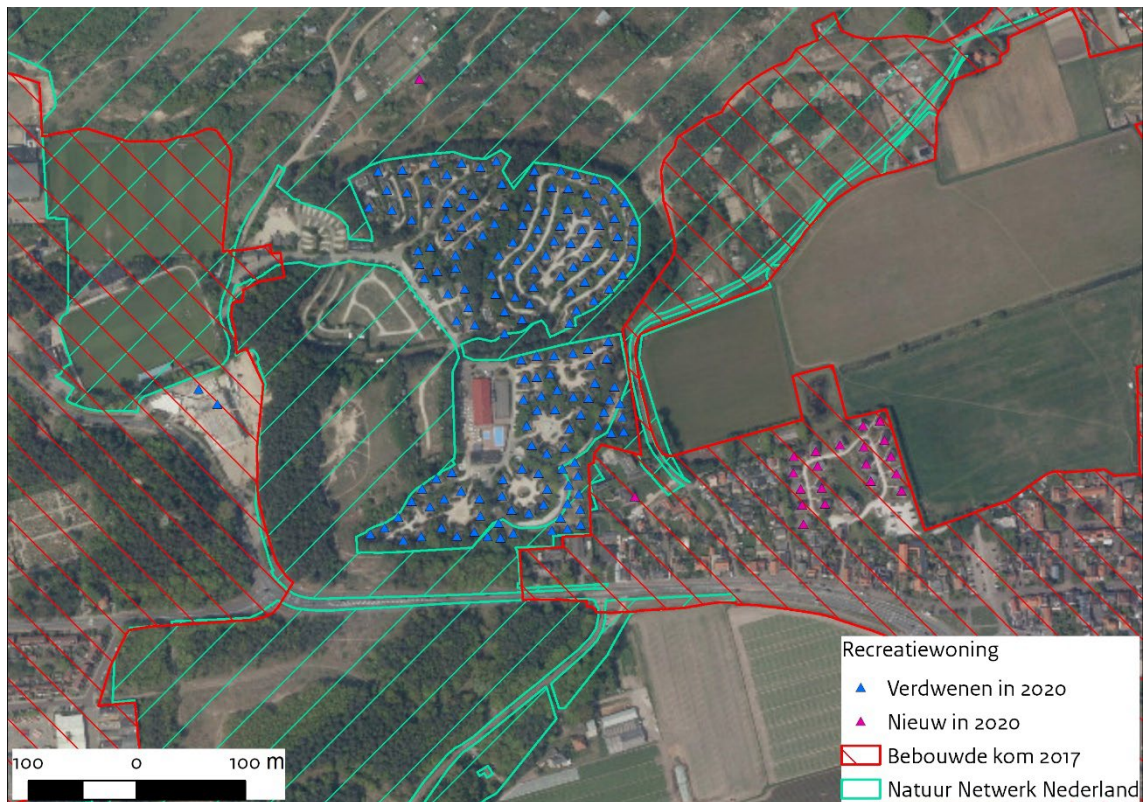 Recreatiewoning
Verdwenen in 2020
Nieuw in 2020
Bebouwde kom 2017
Natuur Netwerk Nederland
100 0 100 m